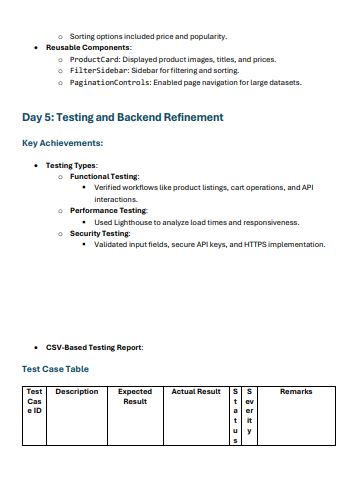 o Sorting options included price and popularity.
• Reusable Components:
o ProductCard: Displayed product images, titles, and prices.
o FilterSidebar: Sidebar for filtering and sorting.
o PaginationControls: Enabled page navigation for large datasets.
Day 5: Testing and Backend Refinement
Key Achievements:
• Testing Types:
o Functional Testing:
▪ Verified workflows like product listings, cart operations, and API
interactions.
o Performance Testing:
▪ Used Lighthouse to analyze load times and responsiveness.
o Security Testing:
▪ Validated input fields, secure API keys, and HTTPS implementation.
• CSV-Based Testing Report:
Test Case Table
Test Case ID Description Expected Result Actual Result Status Severity Remarks